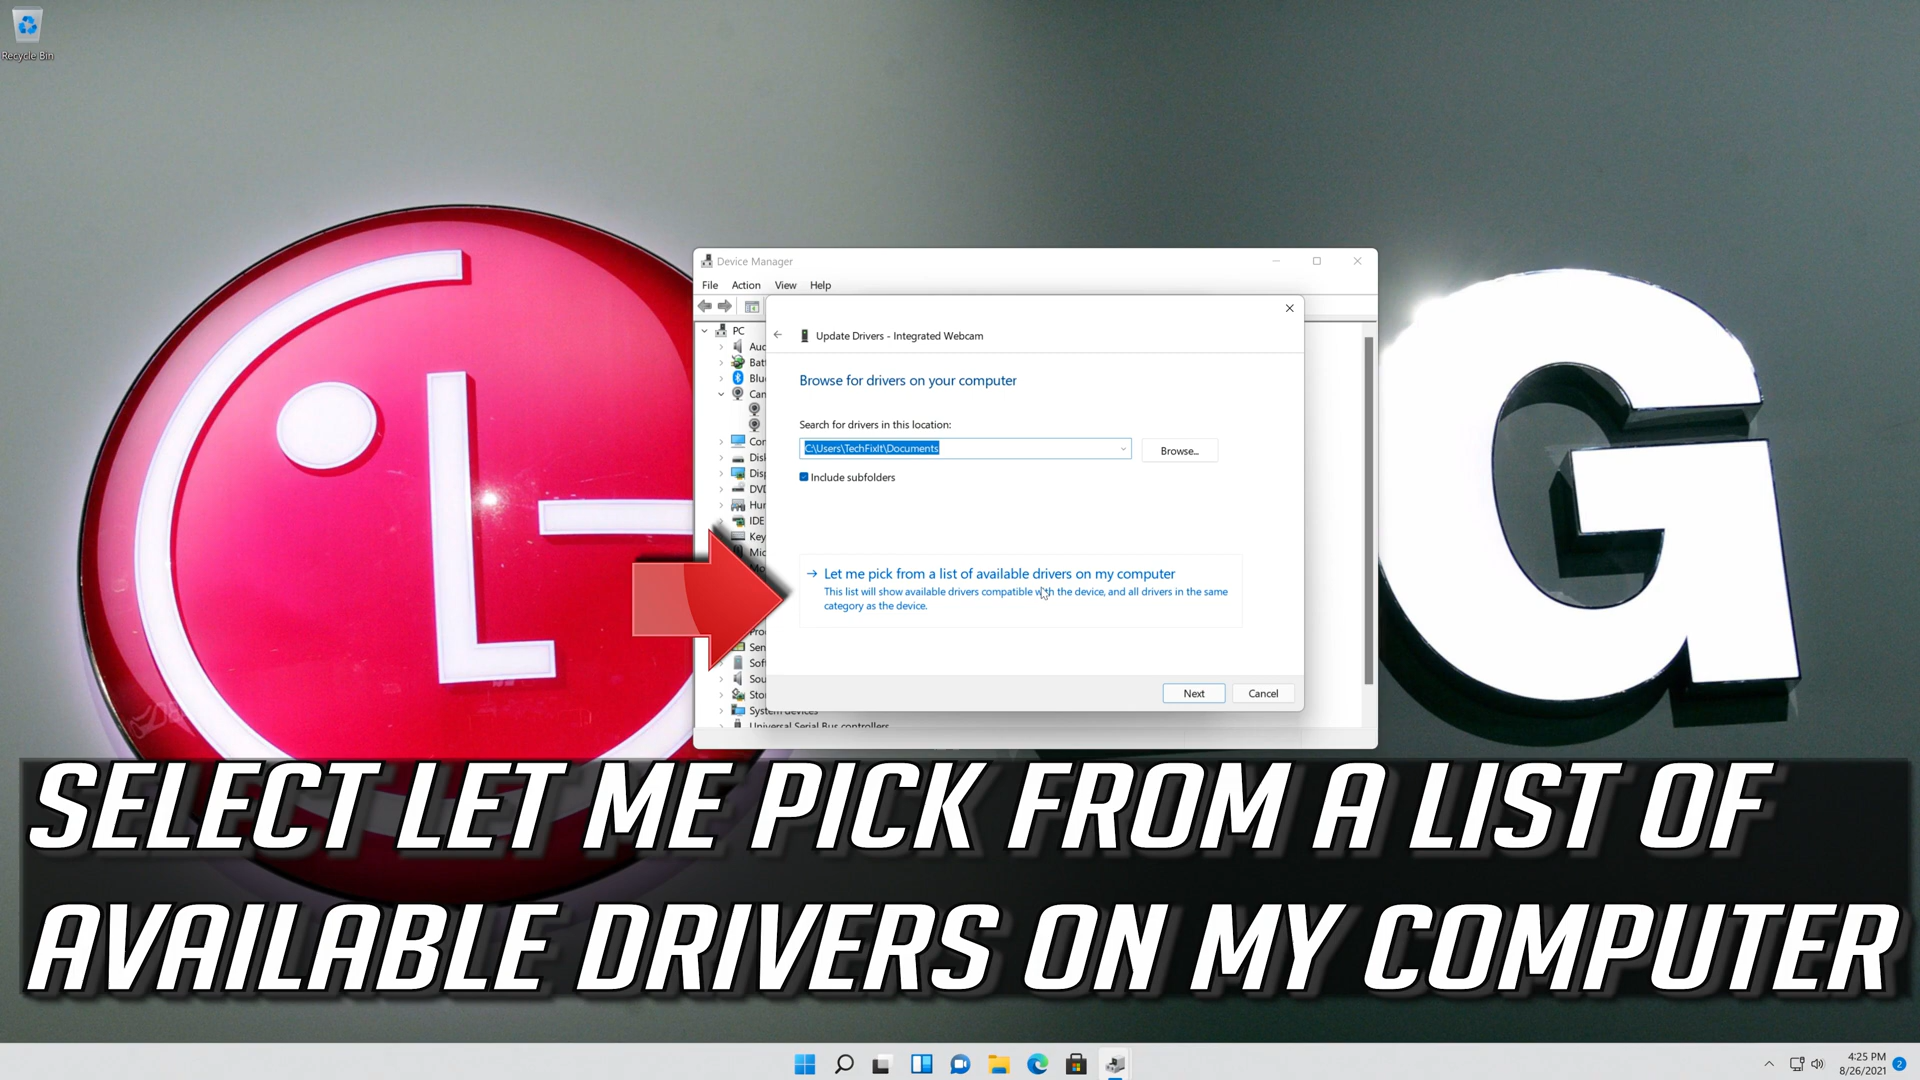 Recycle Bin
Device Manager
File Action View Help
PC
Update Drivers - Integrated Webcam
Browse for drivers on your computer
Search for drivers in this location:
C:\Users\TechFixIt\Documents
Browse...
Include subfolders
Let me pick from a list of available drivers on my computer
This list will show available drivers compatible with the device, and all drivers in the same
category as the device.
Next Cancel
System devices
Universal Serial Bus controllers
LG
SELECT LET ME PICK FROM A LIST OF
AVAILABLE DRIVERS ON MY COMPUTER
4:25 PM
8/26/2021
2